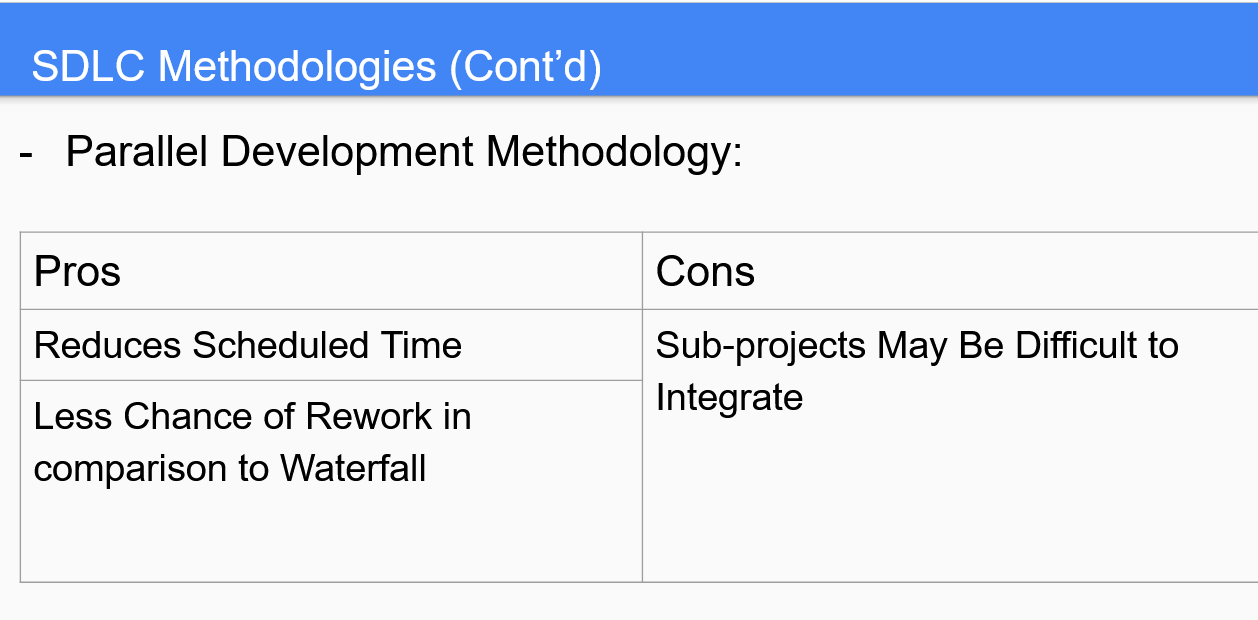 SDLC Methodologies (Cont’d)
- Parallel Development Methodology:
Pros
Cons
Reduces Scheduled Time
Sub-projects May Be Difficult to
Integrate
Less Chance of Rework in
comparison to Waterfall